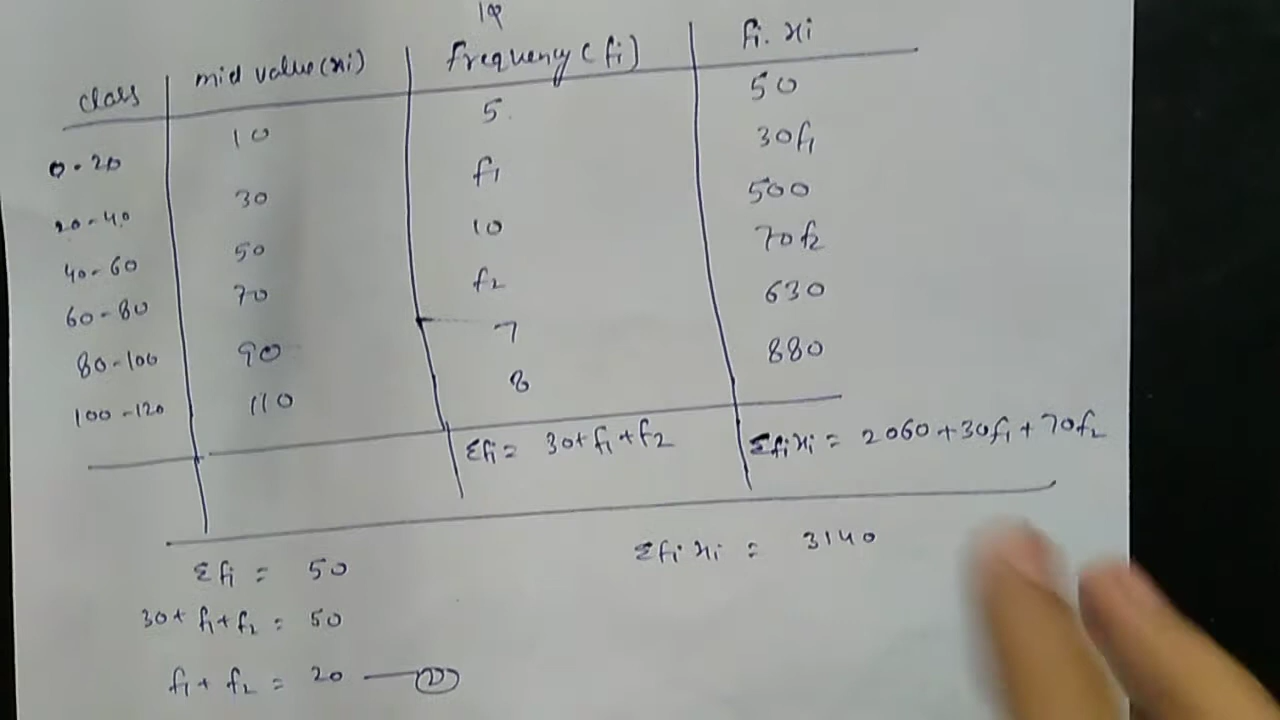 class | mid value(xi) | frequency (fi) | fi. xi
0-20 | 10 | 5 | 50
20-40 | 30 | f1 | 30f1
40-60 | 50 | 10 | 500
60-80 | 70 | f2 | 70f2
80-100 | 90 | 7 | 630
100-120 | 110 | 8 | 880
Σfi = 30+f1+f2 | Σfixi = 2060+30f1+70f2
Σfi = 50
Σfixi = 3140
30+f1+f2 = 50
f1+f2 = 20 — ①